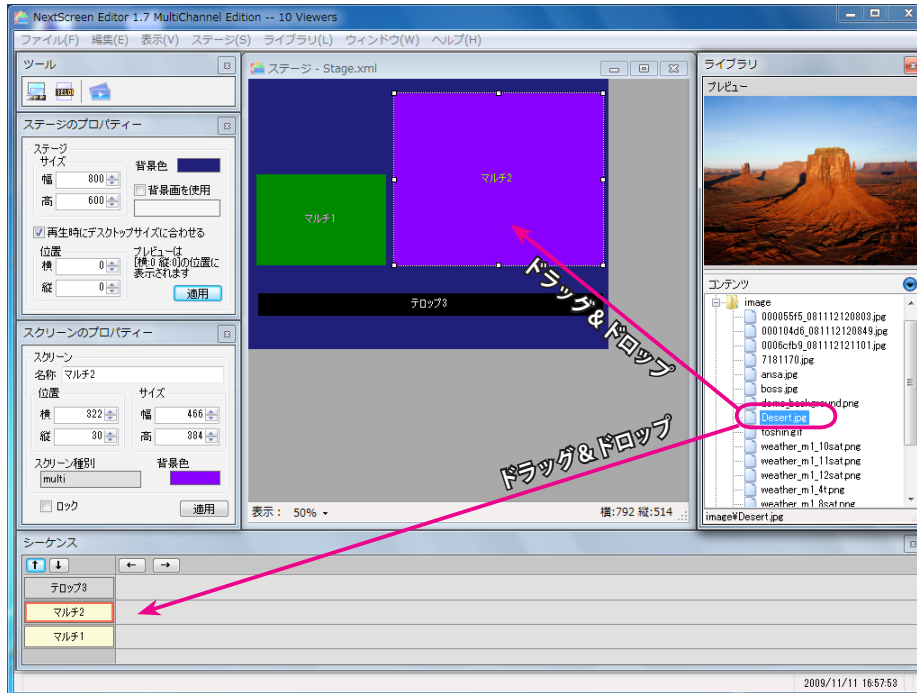 NextScreen Editor 1.7 MultiChannel Edition -- 10 Viewers
ファイル(F) 編集(E) 表示(V) ステージ(S) ライブラリ(L) ウィンドウ(W) ヘルプ(H)
ツール
ステージのプロパティー
ステージ
サイズ
幅 800
高 600
背景色
背景画を使用
再生時にデスクトップサイズに合わせる
位置
横 0
縦 0
プレビューは
[横:0 縦:0]の位置に
表示されます
適用
スクリーンのプロパティー
スクリーン
名称 マルチ2
位置
横 322
縦 30
サイズ
幅 466
高 384
スクリーン種別
multi
背景色
ロック
適用
ステージ - Stage.xml
マルチ2
マルチ1
テロップ3
ドラッグ&ドロップ
ドラッグ&ドロップ
表示: 50%
横:792 縦:514
ライブラリ
プレビュー
コンテンツ
image
000055f5_081112120803.jpg
000104d6_081112120849.jpg
0006cfb9_081112121101.jpg
7181170.jpg
ansa.jpg
boss.jpg
demo_background.png
Desert.jpg
toshin.gif
weather_m1_10sat.png
weather_m1_11sat.png
weather_m1_12sat.png
weather_m1_4t.png
weather_m1_8sat.png
image¥Desert.jpg
シーケンス
↑ ↓ ← →
テロップ3
マルチ2
マルチ1
2009/11/11 16:57:53